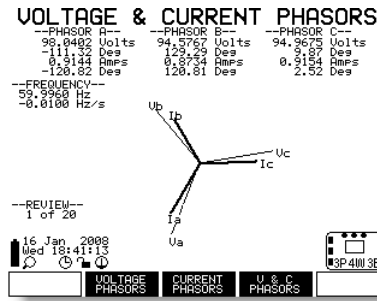 VOLTAGE & CURRENT PHASORS
--PHASOR A-- --PHASOR B-- --PHASOR C--
98.0402 Volts 94.5767 Volts 94.9675 Volts
-111.32 Deg 129.29 Deg 9.87 Deg
0.9144 Amps 0.8734 Amps 0.9154 Amps
-120.82 Deg 120.81 Deg 2.52 Deg
--FREQUENCY--
59.9960 Hz
-0.0100 Hz/s
Vb
Ib
Vc
Ic
Ia
Va
--REVIEW--
1 of 20
16 Jan 2008
Wed 18:41:13
3P4W3E
VOLTAGE PHASORS CURRENT PHASORS V & C PHASORS